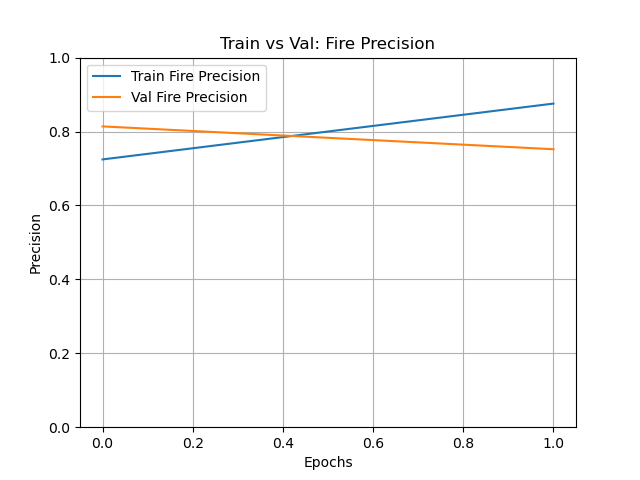 Train vs Val: Fire Precision
Train Fire Precision
Val Fire Precision
1.0
0.8
0.6
0.4
0.2
0.0
Precision
0.0 0.2 0.4 0.6 0.8 1.0
Epochs